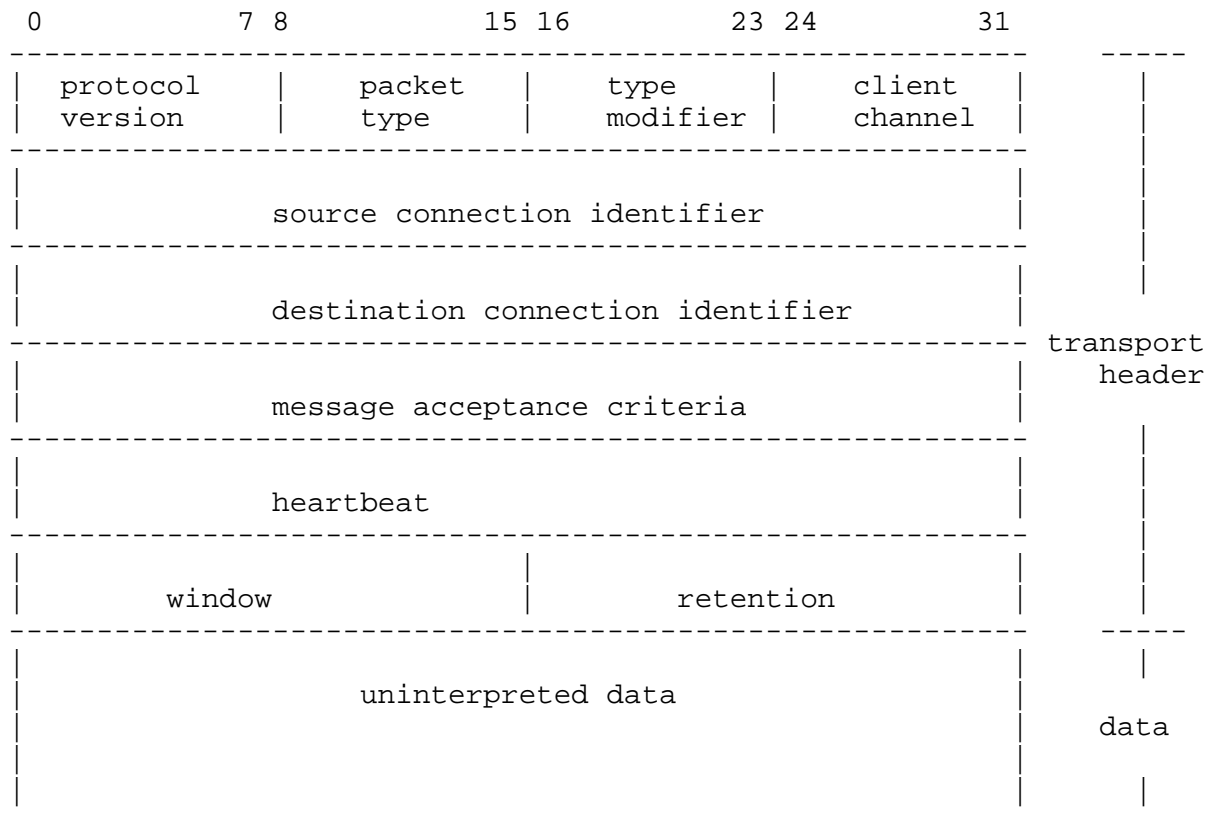 0 7 8 15 16 23 24 31
protocol packet type client
version type modifier channel
source connection identifier
destination connection identifier
transport
header
message acceptance criteria
heartbeat
window retention
uninterpreted data
data